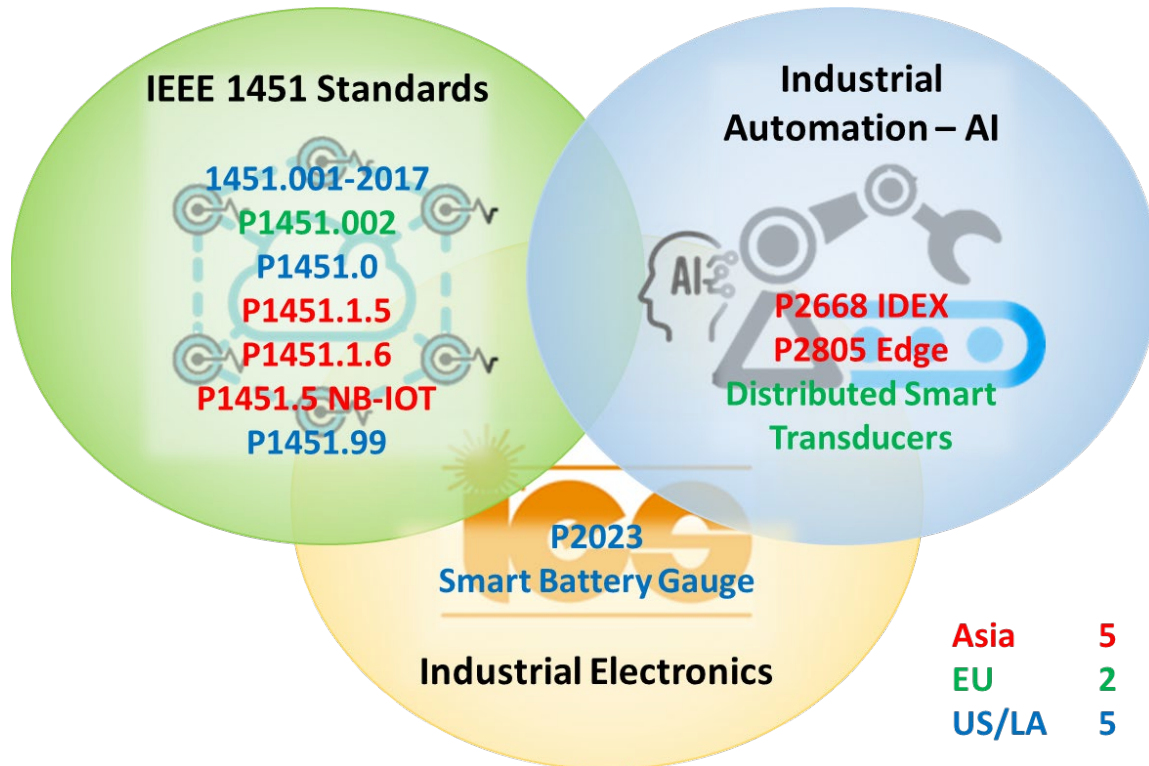 IEEE 1451 Standards
1451.001-2017
P1451.002
P1451.0
P1451.1.5
P1451.1.6
P1451.5 NB-IOT
P1451.99
Industrial
Automation – AI
AI
P2668 IDEX
P2805 Edge
Distributed Smart
Transducers
ies
P2023
Smart Battery Gauge
Industrial Electronics
Asia 5
EU 2
US/LA 5